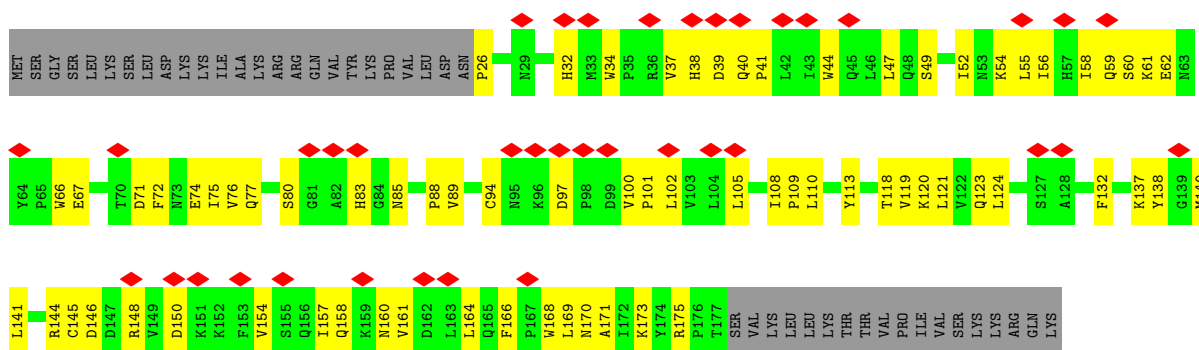 MET SER GLY SER LEU LYS SER LEU ASP LYS LYS ILE ALA LYS ARG ARG GLN VAL TYR LYS PRO VAL LEU ASP ASN P26 N29 H32 M33 W34 P35 R36 V37 H38 D39 Q40 P41 L42 I43 W44 Q45 L46 L47 Q48 S49 I52 N53 K54 L55 I56 H57 I58 Q59 S60 K61 E62 N63
Y64 P65 W66 E67 T70 D71 F72 N73 E74 I75 V76 Q77 S80 G81 A82 H83 G84 N85 P88 V89 C94 N95 K96 D97 P98 D99 V100 P101 L102 V103 L104 L105 I108 P109 L110 Y113 T118 V119 K120 L121 V122 Q123 L124 S127 A128 F132 K137 Y138 G139 M140
L141 R144 C145 D146 D147 R148 V149 D150 K151 K152 F153 V154 S155 Q156 I157 Q158 K159 N160 V161 D162 L163 L164 Q165 F166 P167 W168 L169 N170 A171 I172 K173 Y174 R175 P176 T177 SER VAL LYS LEU LEU LYS THR THR VAL PRO ILE VAL SER LYS LYS ARG GLN LYS